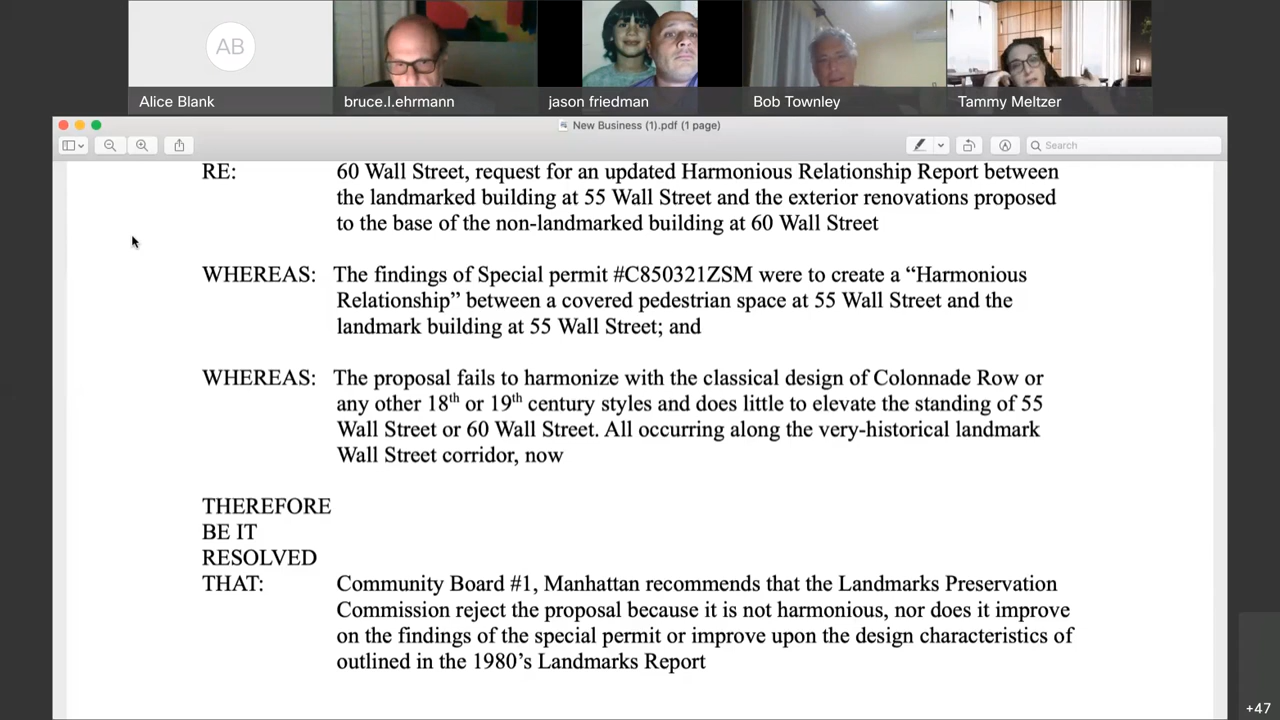 AB
Alice Blank
bruce.l.ehrmann
jason friedman
Bob Townley
Tammy Meltzer
New Business (1).pdf (1 page)
Search
RE: 60 Wall Street, request for an updated Harmonious Relationship Report between
the landmarked building at 55 Wall Street and the exterior renovations proposed
to the base of the non-landmarked building at 60 Wall Street
WHEREAS: The findings of Special permit #C850321ZSM were to create a “Harmonious
Relationship” between a covered pedestrian space at 55 Wall Street and the
landmark building at 55 Wall Street; and
WHEREAS: The proposal fails to harmonize with the classical design of Colonnade Row or
any other 18th or 19th century styles and does little to elevate the standing of 55
Wall Street or 60 Wall Street. All occurring along the very-historical landmark
Wall Street corridor, now
THEREFORE
BE IT
RESOLVED
THAT: Community Board #1, Manhattan recommends that the Landmarks Preservation
Commission reject the proposal because it is not harmonious, nor does it improve
on the findings of the special permit or improve upon the design characteristics of
outlined in the 1980’s Landmarks Report
+47